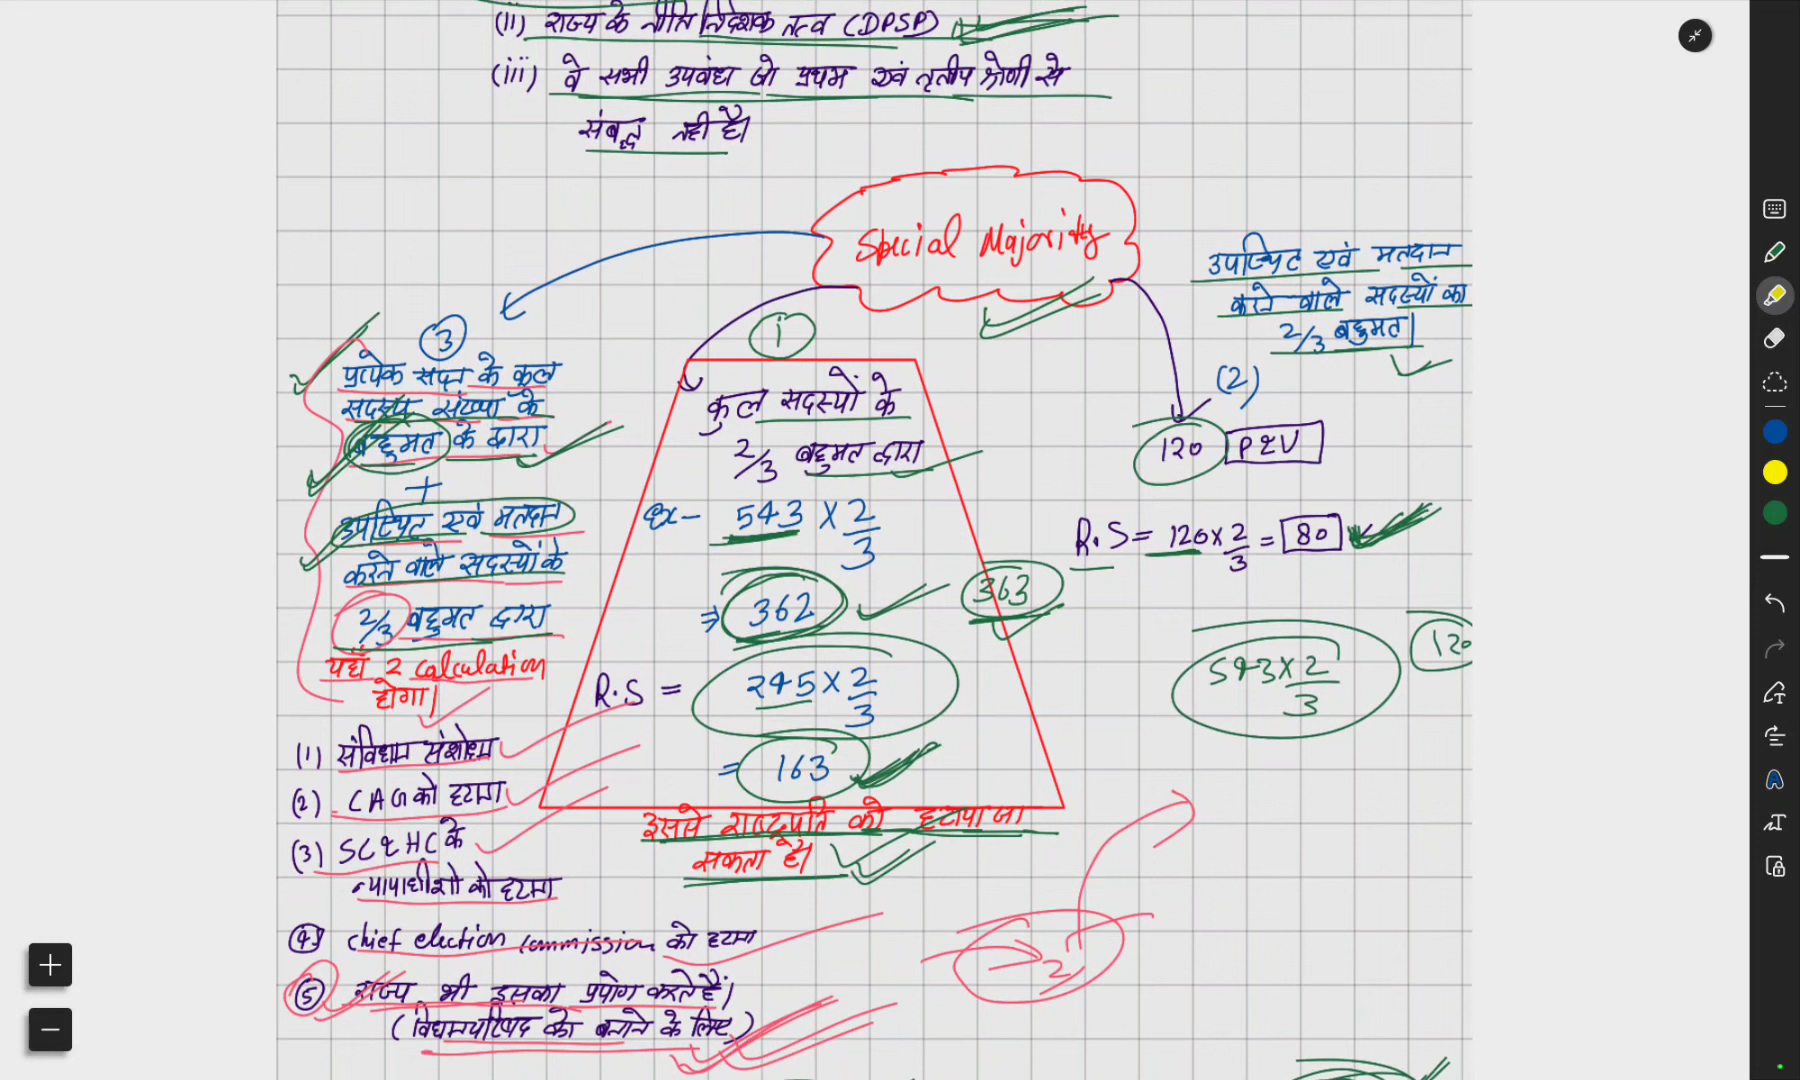 (ii) राज्य के नीति निदेशक तत्व (DPSP)
(iii) वे सभी उपबंध जो प्रथम एवं तृतीय श्रेणी से
संबद्ध नही है।
Special Majority
उपस्थित एवं मतदान
करने वाले सदस्यों का
2/3 बहुमत।
(2)
120 P&V
R.S = 120 × 2/3 = 80
543 × 2/3
120
1
कुल सदस्यों के
2/3 बहुमत द्वारा
ex- 543 × 2/3
⇒ 362
363
R.S = 245 × 2/3
= 163
इससे राष्ट्रपति को हटाया जा
सकता है।
3
प्रत्येक सदन के कुल
सदस्य संख्या के
बहुमत के द्वारा
+
उपस्थित एवं मतदान
करने वाले सदस्यों के
2/3 बहुमत द्वारा
यहाँ 2 calculation
होगा।
(1) संविधान संशोधन
(2) CAG को हटाना
(3) SC & HC के
न्यायाधीशो को हटाना
(4) chief election commission को हटाना
(5) राज्य भी इसका प्रयोग करते है।
(विधानपरिषद को बनाने के लिए)